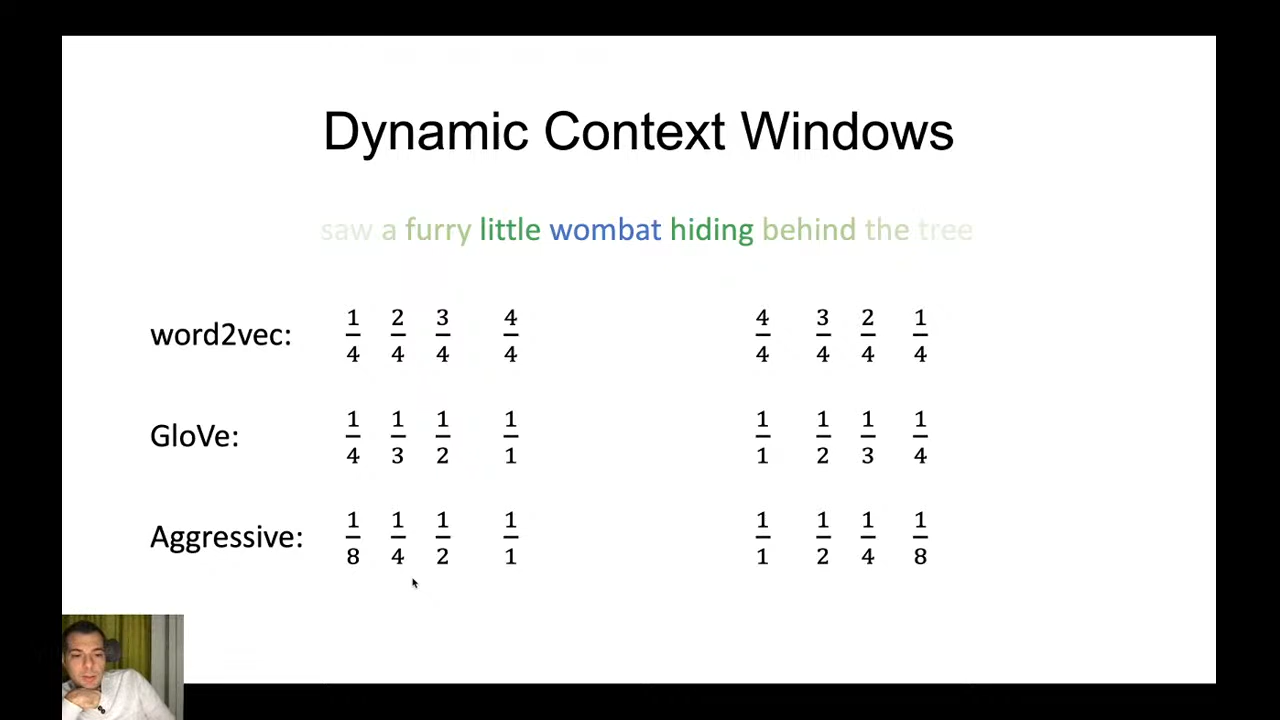 Dynamic Context Windows
saw a furry little wombat hiding behind the tree
word2vec: 1/4 2/4 3/4 4/4 4/4 3/4 2/4 1/4
GloVe: 1/4 1/3 1/2 1/1 1/1 1/2 1/3 1/4
Aggressive: 1/8 1/4 1/2 1/1 1/1 1/2 1/4 1/8